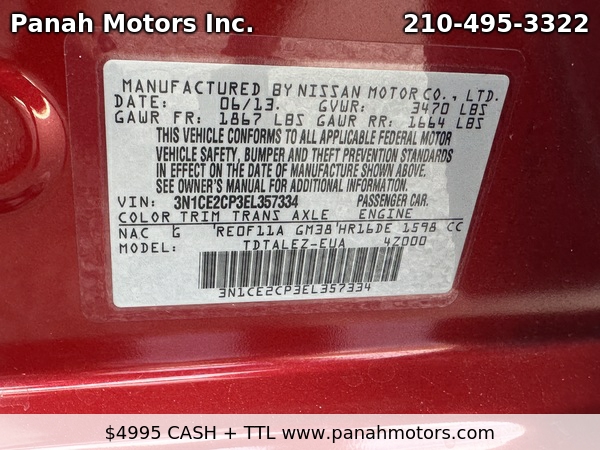 Panah Motors Inc. 210-495-3322
MANUFACTURED BY NISSAN MOTOR CO., LTD.
DATE: 06/13. GVWR: 3470 LBS
GAWR FR: 1867 LBS GAWR RR: 1664 LBS
THIS VEHICLE CONFORMS TO ALL APPLICABLE FEDERAL MOTOR
VEHICLE SAFETY, BUMPER AND THEFT PREVENTION STANDARDS
IN EFFECT ON THE DATE OF MANUFACTURE SHOWN ABOVE.
SEE OWNER'S MANUAL FOR ADDITIONAL INFORMATION.
VIN: 3N1CE2CP3EL357334 PASSENGER CAR.
COLOR TRIM TRANS AXLE ENGINE
NAC G RE0F11A GM38 HR16DE 1598 CC
MODEL: TDTALEZ-EUA 4Z000
3N1CE2CP3EL357334
$4995 CASH + TTL www.panahmotors.com